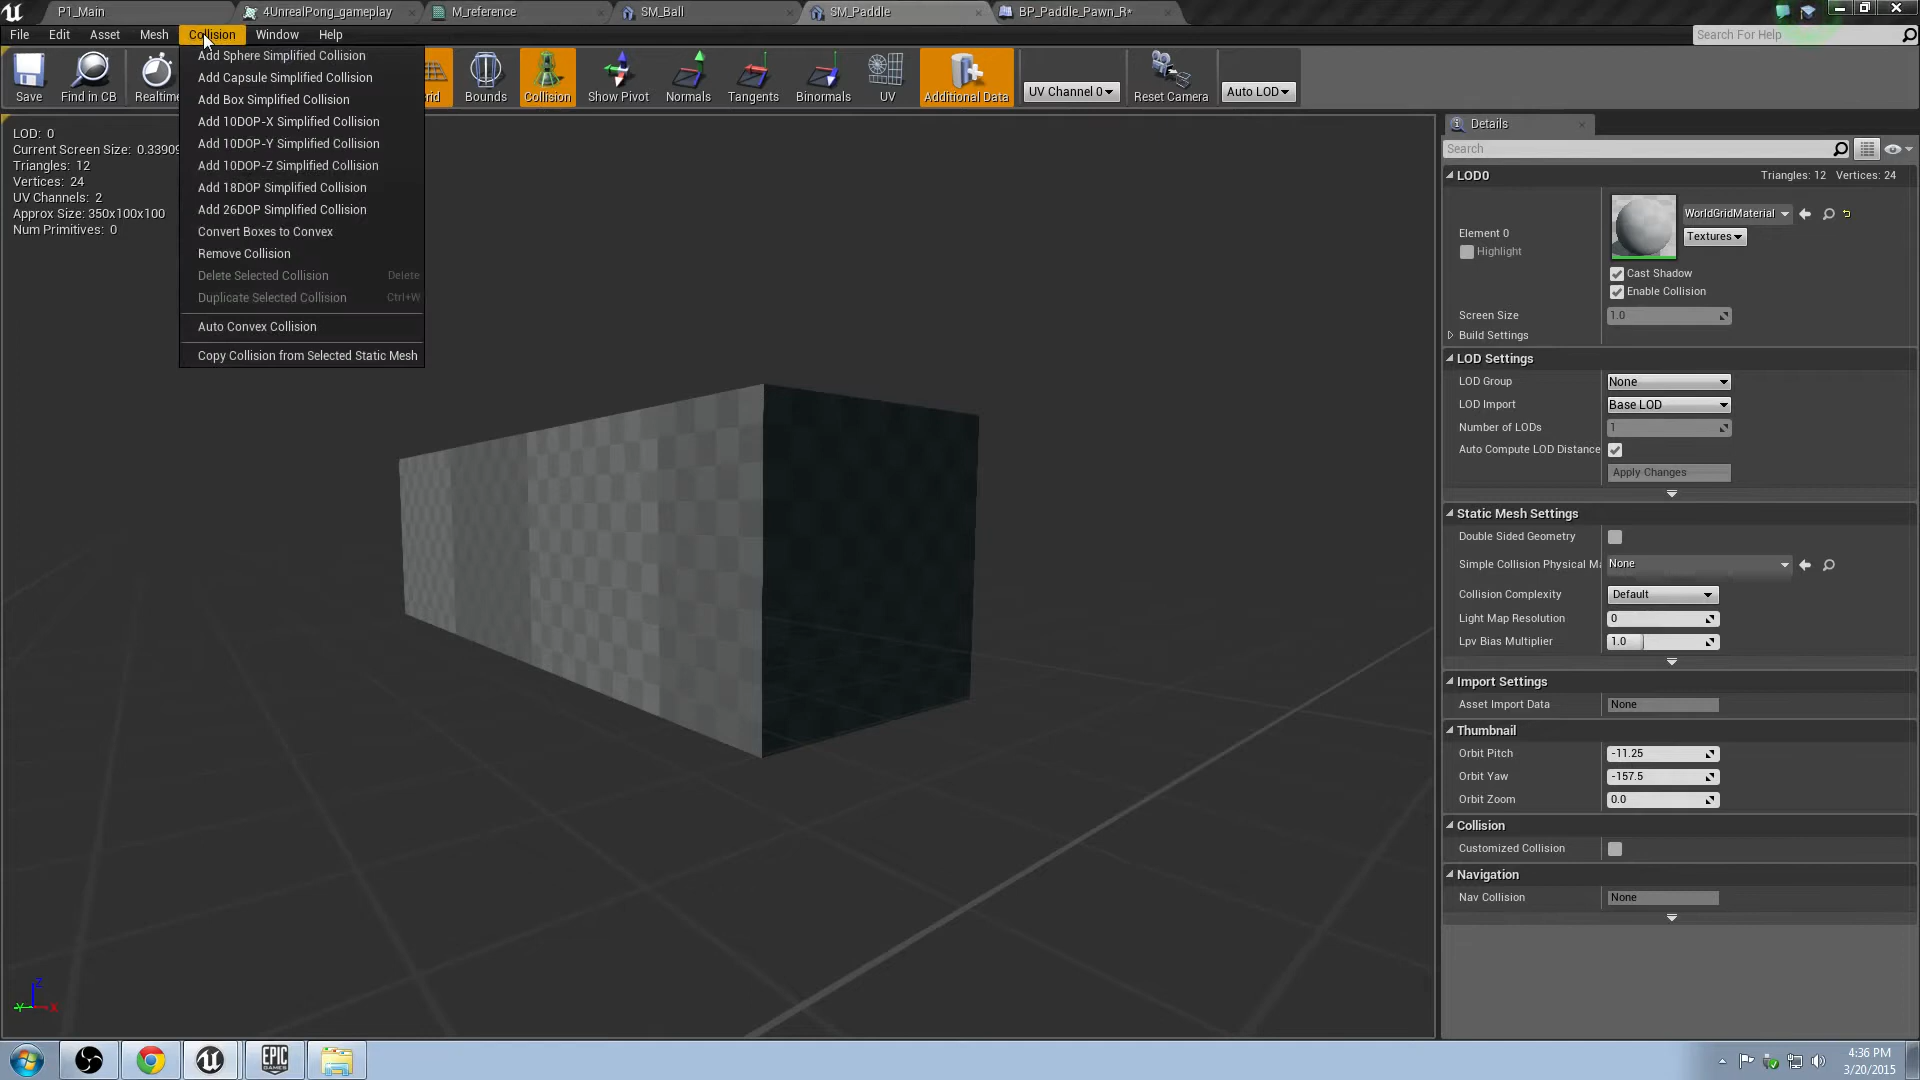 P1_Main
4UnrealPong_gameplay
M_reference
SM_Ball
SM_Paddle
BP_Paddle_Pawn_R*
File
Edit
Asset
Mesh
Collision
Window
Help
Search For Help
Save
Find in CB
Realtime
rid
Bounds
Collision
Show Pivot
Normals
Tangents
Binormals
UV
Additional Data
UV Channel 0
Reset Camera
Auto LOD
Add Sphere Simplified Collision
Add Capsule Simplified Collision
Add Box Simplified Collision
Add 10DOP-X Simplified Collision
Add 10DOP-Y Simplified Collision
Add 10DOP-Z Simplified Collision
Add 18DOP Simplified Collision
Add 26DOP Simplified Collision
Convert Boxes to Convex
Remove Collision
Delete Selected Collision Delete
Duplicate Selected Collision Ctrl+W
Auto Convex Collision
Copy Collision from Selected Static Mesh
LOD: 0
Current Screen Size: 0.33909
Triangles: 12
Vertices: 24
UV Channels: 2
Approx Size: 350x100x100
Num Primitives: 0
Z
Y
X
Details
Search
LOD0 Triangles: 12 Vertices: 24
Element 0
Highlight
WorldGridMaterial
Textures
Cast Shadow
Enable Collision
Screen Size 1.0
Build Settings
LOD Settings
LOD Group None
LOD Import Base LOD
Number of LODs 1
Auto Compute LOD Distance
Apply Changes
Static Mesh Settings
Double Sided Geometry
Simple Collision Physical Ma None
Collision Complexity Default
Light Map Resolution 0
Lpv Bias Multiplier 1.0
Import Settings
Asset Import Data None
Thumbnail
Orbit Pitch -11.25
Orbit Yaw -157.5
Orbit Zoom 0.0
Collision
Customized Collision
Navigation
Nav Collision None
EPIC
GAMES
4:36 PM
3/20/2015